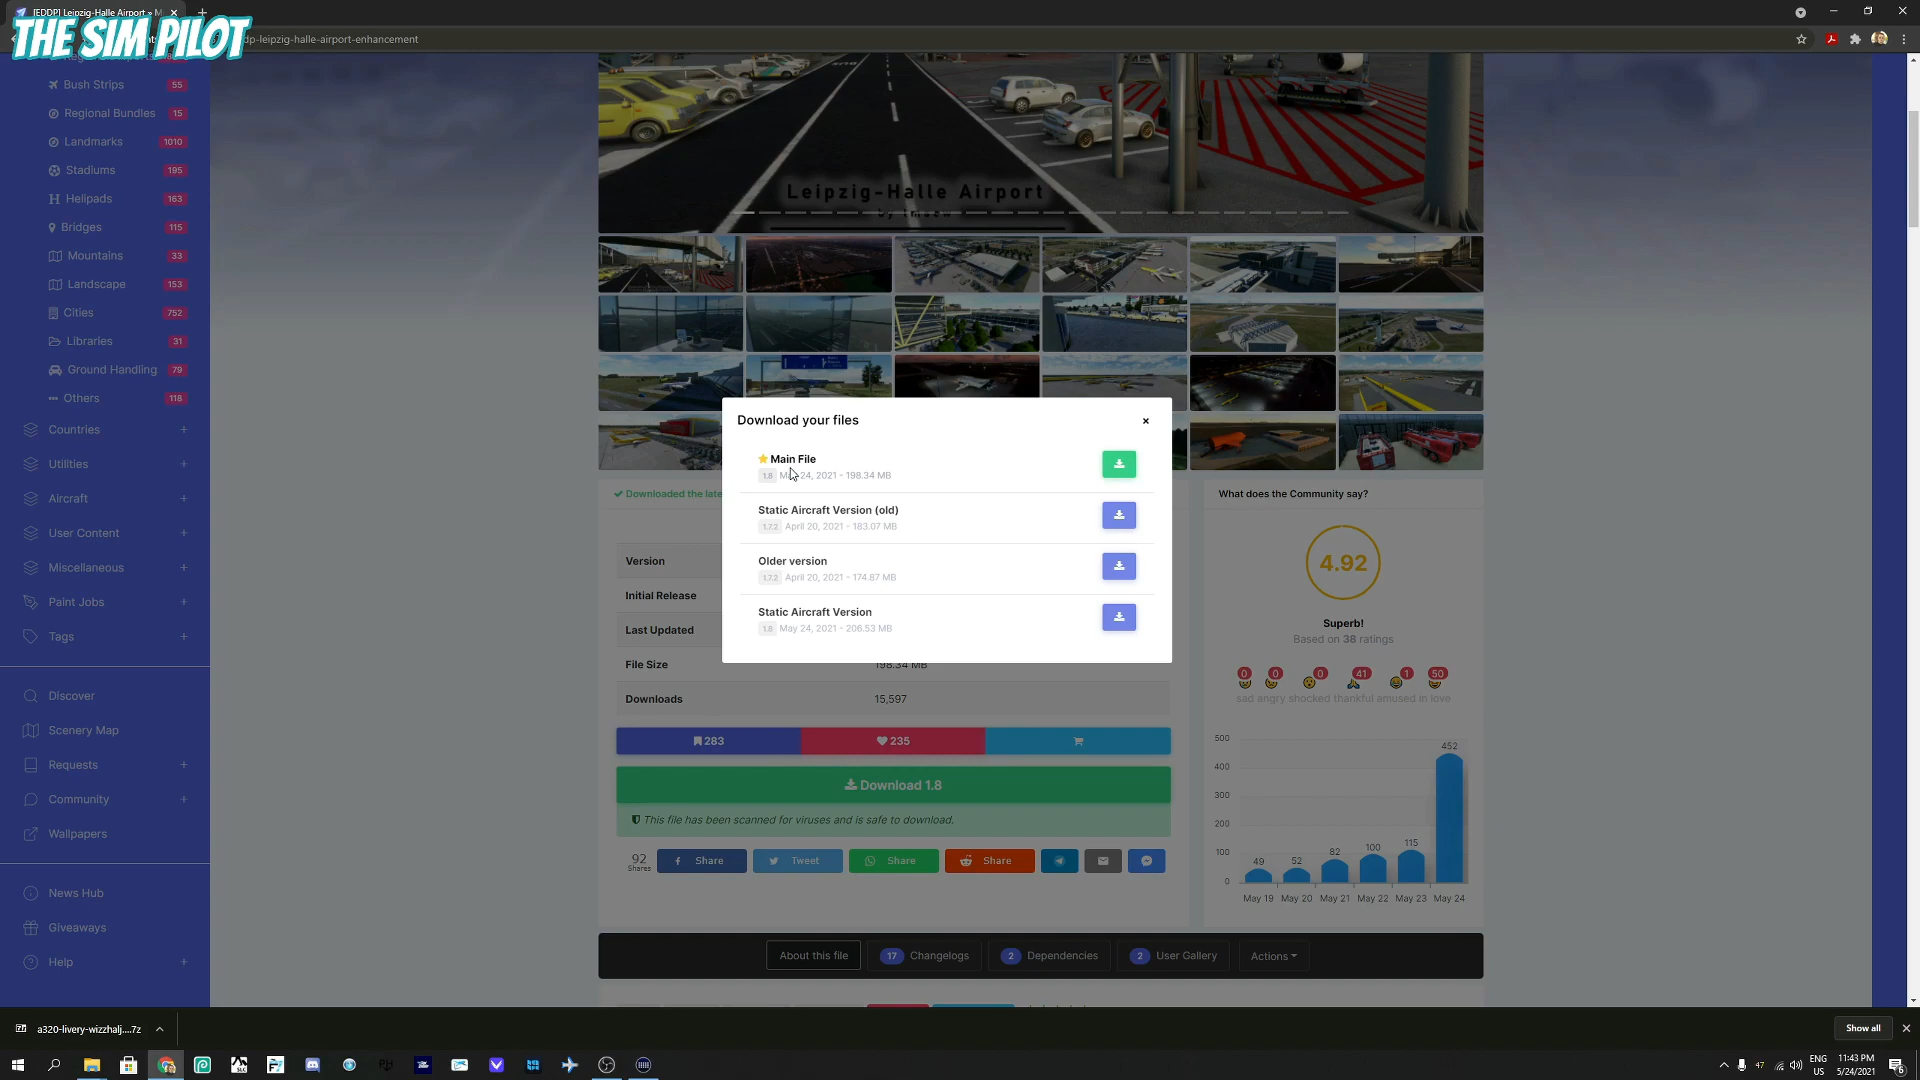 [EDDP] Leipzig-Halle Airport » M
THE SIM PILOT
dp-leipzig-halle-airport-enhancement
Bush Strips 55
Regional Bundles 15
Landmarks 1010
Stadiums 195
Helipads 163
Bridges 115
Mountains 33
Landscape 153
Cities 752
Libraries 31
Ground Handling 79
Others 118
Countries +
Utilities +
Aircraft +
User Content +
Miscellaneous +
Paint Jobs +
Tags +
Discover
Scenery Map
Requests +
Community +
Wallpapers
News Hub
Giveaways
Help +
Leipzig-Halle Airport
Download your files
×
Main File
1.8 24, 2021 - 198.34 MB
Static Aircraft Version (old)
1.7.2 April 20, 2021 - 183.07 MB
Older version
1.7.2 April 20, 2021 - 174.87 MB
Static Aircraft Version
1.8 May 24, 2021 - 206.53 MB
Downloaded the late
Version
Initial Release
Last Updated
File Size 198.34 MB
Downloads 15,597
283 235
Download 1.8
This file has been scanned for viruses and is safe to download.
92 Shares
Share Tweet Share Share
What does the Community say?
4.92
Superb!
Based on 38 ratings
0 0 0 41 1 50
sad angry shocked thankful amused in love
500
400
300
200
100
0
49 52 82 100 115 452
May 19 May 20 May 21 May 22 May 23 May 24
About this file 17 Changelogs 2 Dependencies 2 User Gallery Actions
a320-livery-wizzhalj....7z
Show all
47
ENG
US
11:43 PM
5/24/2021
6